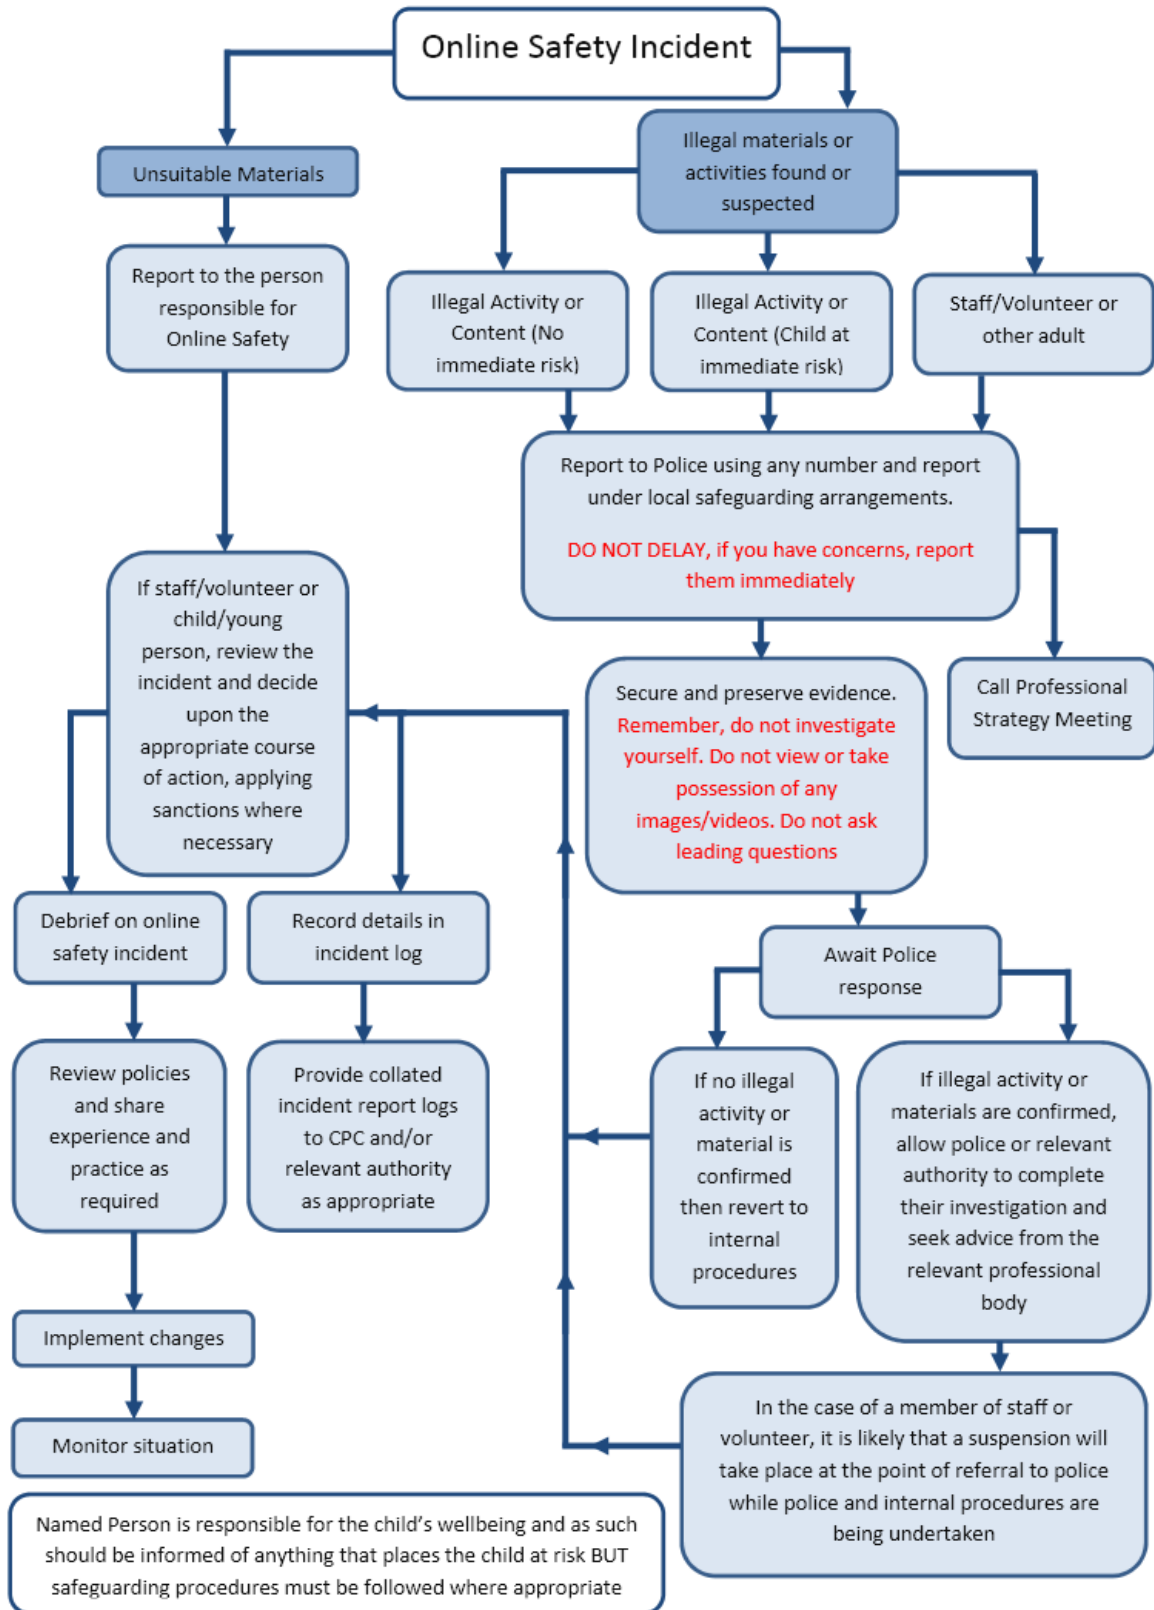 Online Safety Incident
Unsuitable Materials
Illegal materials or
activities found or
suspected
Report to the person
responsible for
Online Safety
Illegal Activity or
Content (No
immediate risk)
Illegal Activity or
Content (Child at
immediate risk)
Staff/Volunteer or
other adult
Report to Police using any number and report
under local safeguarding arrangements.
DO NOT DELAY, if you have concerns, report
them immediately
If staff/volunteer or
child/young
person, review the
incident and decide
upon the
appropriate course
of action, applying
sanctions where
necessary
Secure and preserve evidence.
Remember, do not investigate
yourself. Do not view or take
possession of any
images/videos. Do not ask
leading questions
Call Professional
Strategy Meeting
Debrief on online
safety incident
Record details in
incident log
Await Police
response
Review policies
and share
experience and
practice as
required
Provide collated
incident report logs
to CPC and/or
relevant authority
as appropriate
If no illegal
activity or
material is
confirmed
then revert to
internal
procedures
If illegal activity or
materials are confirmed,
allow police or relevant
authority to complete
their investigation and
seek advice from the
relevant professional
body
Implement changes
Monitor situation
In the case of a member of staff or
volunteer, it is likely that a suspension will
take place at the point of referral to police
while police and internal procedures are
being undertaken
Named Person is responsible for the child's wellbeing and as such
should be informed of anything that places the child at risk BUT
safeguarding procedures must be followed where appropriate